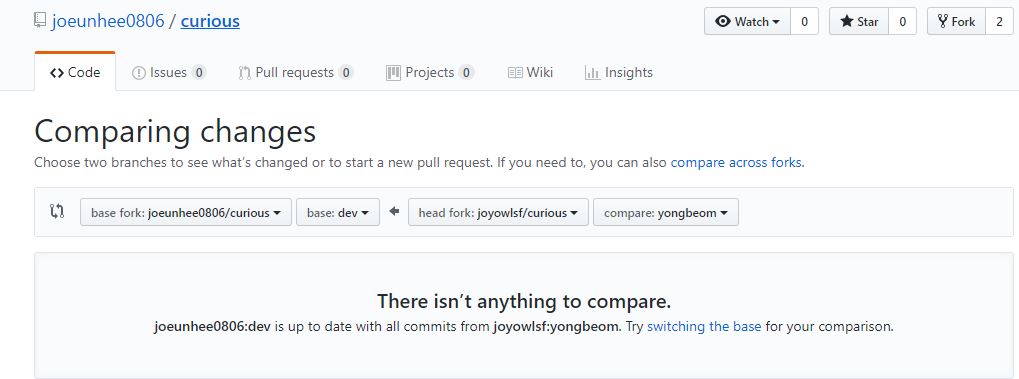 joeunhee0806 / curious Watch 0 Star 0 Fork 2
Code Issues 0 Pull requests 0 Projects 0 Wiki Insights
Comparing changes
Choose two branches to see what's changed or to start a new pull request. If you need to, you can also compare across forks.
base fork: joeunhee0806/curious base: dev head fork: joyowlsf/curious compare: yongbeom
There isn't anything to compare.
joeunhee0806:dev is up to date with all commits from joyowlsf:yongbeom. Try switching the base for your comparison.